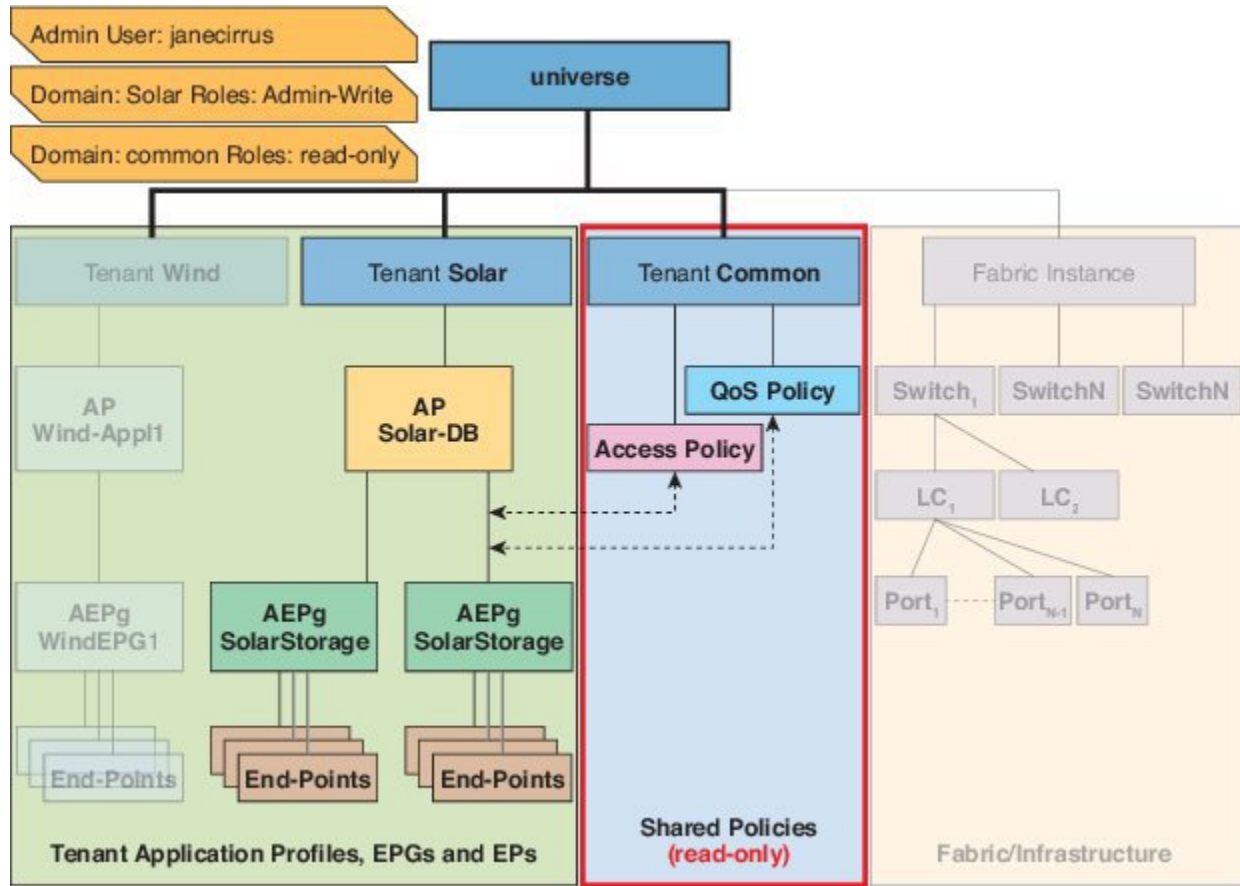 Admin User: janecirrus
Domain: Solar Roles: Admin-Write
Domain: common Roles: read-only
universe
Tenant Wind
Tenant Solar
Tenant Common
Fabric Instance
AP
Wind-Appl1
AP
Solar-DB
QoS Policy
Access Policy
Switch1
SwitchN
SwitchN
LC1
LC2
AEPg
WindEPG1
AEPg
SolarStorage
AEPg
SolarStorage
Port1
PortN-1
PortN
End-Points
End-Points
End-Points
Tenant Application Profiles, EPGs and EPs
Shared Policies
(read-only)
Fabric/Infrastructure